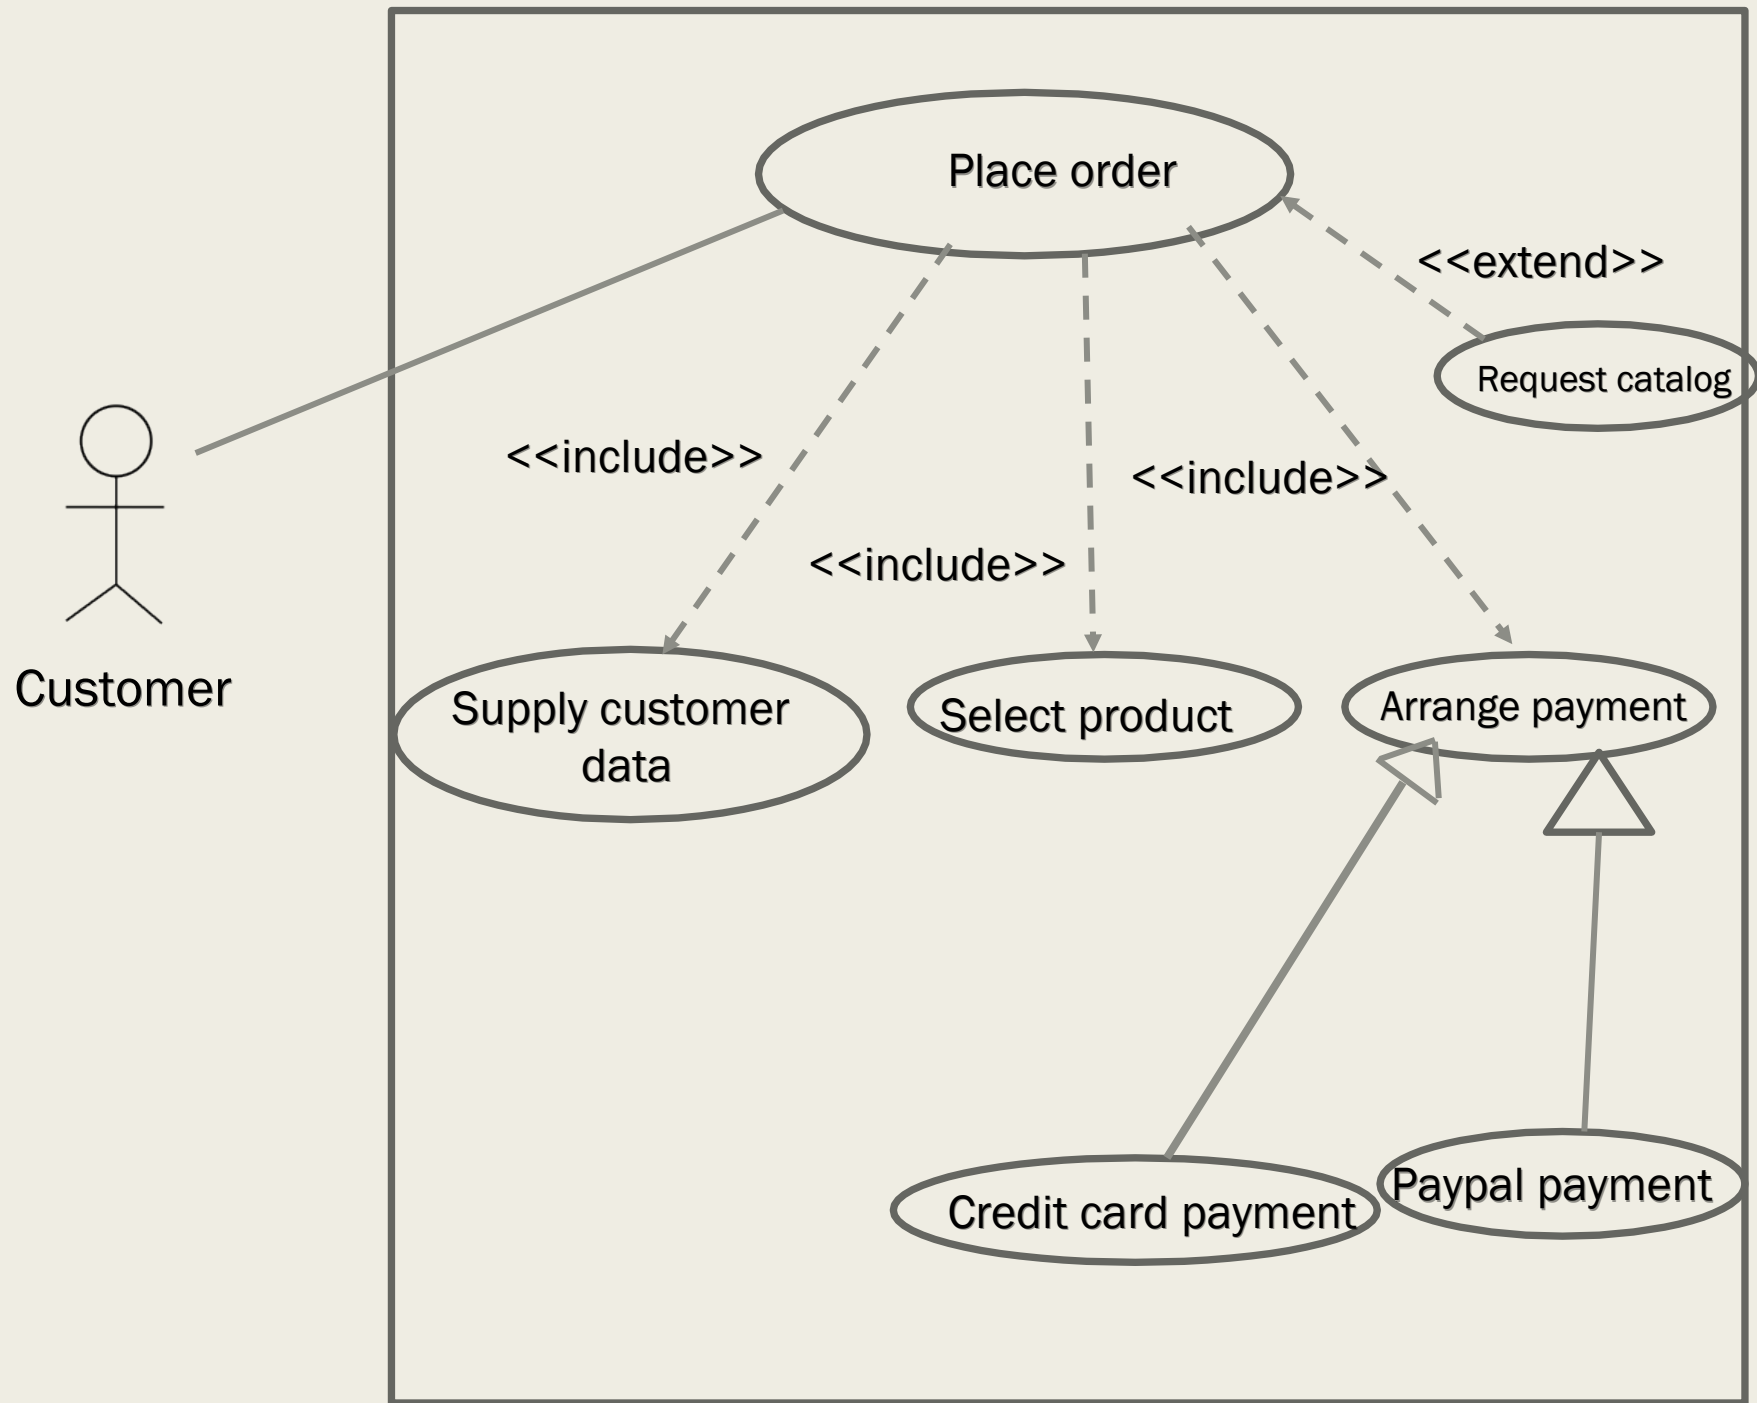 Place order
<<extend>>
Request catalog
<<include>>
<<include>>
<<include>>
Customer
Supply customer
data
Select product
Arrange payment
Credit card payment
Paypal payment